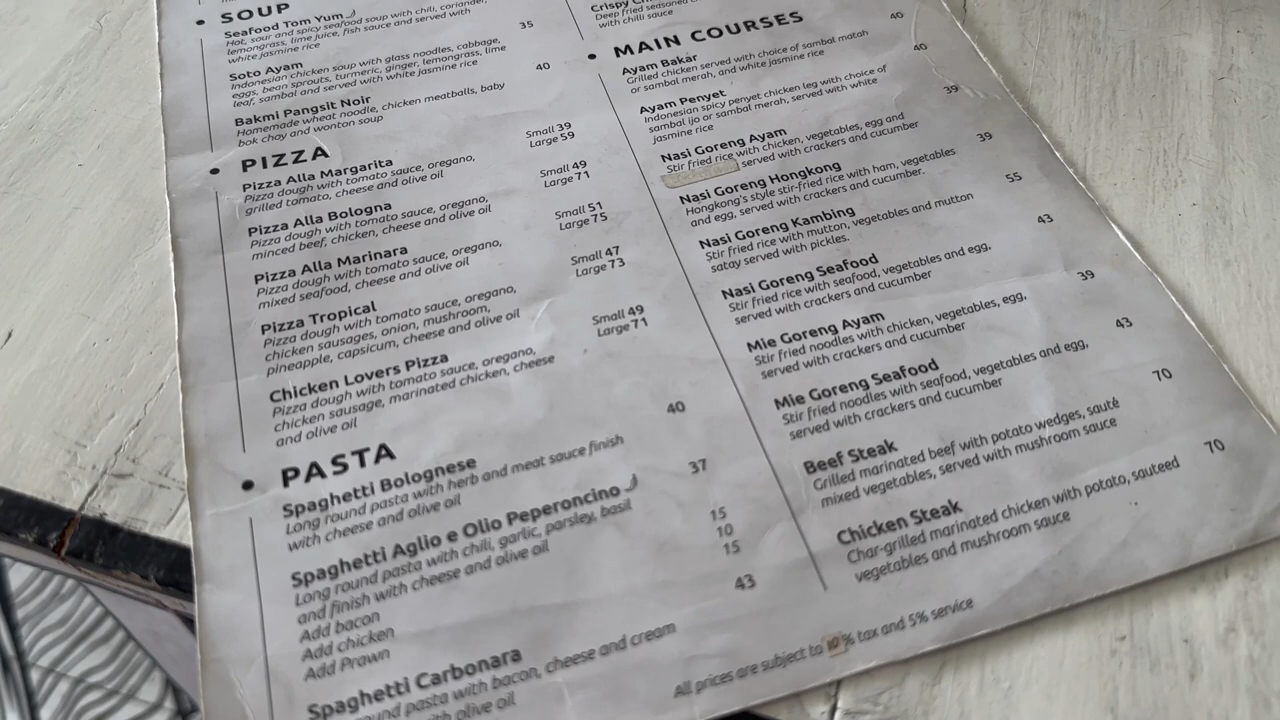 SOUP
Seafood Tom Yum
Hot, sour and spicy seafood soup with chili, coriander,
lemongrass, lime juice, fish sauce and served with
white jasmine rice
35
Soto Ayam
Indonesian chicken soup with glass noodles, cabbage,
eggs, bean sprouts, turmeric, ginger, lemongrass, lime
leaf, sambal and served with white jasmine rice
40
Bakmi Pangsit Noir
Homemade wheat noodle, chicken meatballs, baby
bok choy and wonton soup
PIZZA
Pizza Alla Margarita
Small 39
Pizza dough with tomato sauce, oregano,
Large 59
grilled tomato, cheese and olive oil
Pizza Alla Bologna
Small 49
Pizza dough with tomato sauce, oregano,
Large 71
minced beef, chicken, cheese and olive oil
Pizza Alla Marinara
Small 51
Pizza dough with tomato sauce, oregano,
Large 75
mixed seafood, cheese and olive oil
Pizza Tropical
Small 47
Pizza dough with tomato sauce, oregano,
Large 73
chicken sausages, onion, mushroom,
pineapple, capsicum, cheese and olive oil
Chicken Lovers Pizza
Small 49
Pizza dough with tomato sauce, oregano,
Large 71
chicken sausage, marinated chicken, cheese
and olive oil
PASTA
Spaghetti Bolognese
40
Long round pasta with herb and meat sauce finish
with cheese and olive oil
Spaghetti Aglio e Olio Peperoncino
37
Long round pasta with chili, garlic, parsley, basil
and finish with cheese and olive oil
Add bacon
15
Add chicken
10
Add Prawn
15
Spaghetti Carbonara
43
round pasta with bacon, cheese and cream
olive oil
Crispy
Deep fried seasoned
with chilli sauce
MAIN COURSES
Ayam Bakar
40
Grilled chicken served with choice of sambal matah
or sambal merah, and white jasmine rice
Ayam Penyet
40
Indonesian spicy penyet chicken leg with choice of
sambal ijo or sambal merah, served with white
jasmine rice
Nasi Goreng Ayam
39
Stir fried rice with chicken, vegetables, egg and
served with crackers and cucumber
Nasi Goreng Hongkong
39
Hongkong's style stir-fried rice with ham, vegetables
and egg, served with crackers and cucumber.
Nasi Goreng Kambing
55
Stir fried rice with mutton, vegetables and mutton
satay served with pickles.
Nasi Goreng Seafood
43
Stir fried rice with seafood, vegetables and egg,
served with crackers and cucumber
Mie Goreng Ayam
39
Stir fried noodles with chicken, vegetables, egg,
served with crackers and cucumber
Mie Goreng Seafood
43
Stir fried noodles with seafood, vegetables and egg,
served with crackers and cucumber
Beef Steak
70
Grilled marinated beef with potato wedges, sauté
mixed vegetables, served with mushroom sauce
Chicken Steak
70
Char-grilled marinated chicken with potato, sauteed
vegetables and mushroom sauce
All prices are subject to 10% tax and 5% service